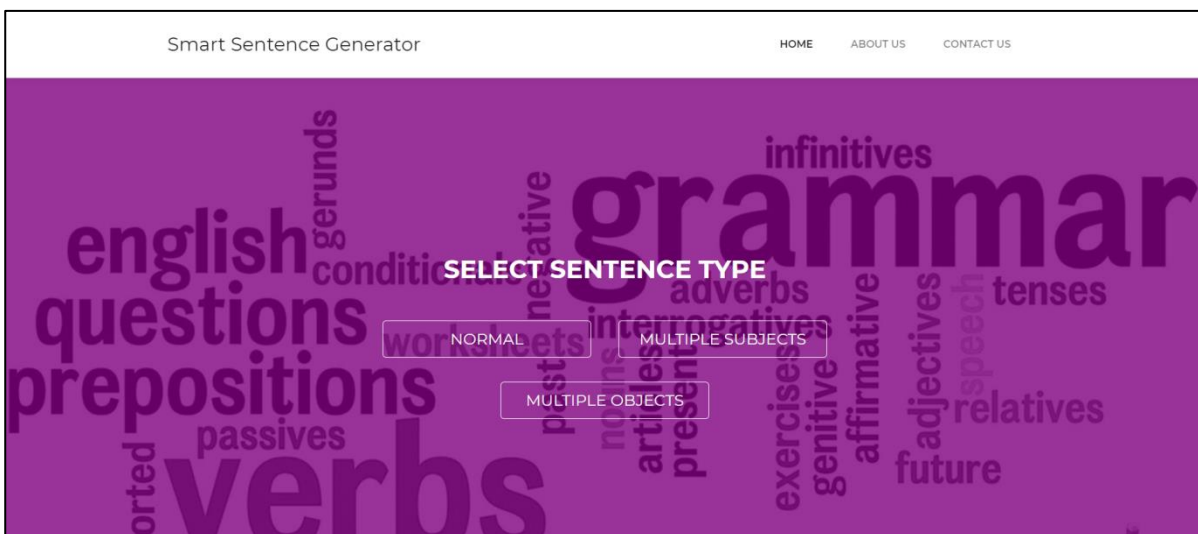 Smart Sentence Generator
HOME ABOUT US CONTACT US
gerunds
infinitives
negative
grammar
english
conditionals
SELECT SENTENCE TYPE
adverbs
tenses
questions
interrogatives
affirmative
adjectives
speech
worksheets
NORMAL
MULTIPLE SUBJECTS
prepositions
past
nouns
articles
present
exercises
genitive
MULTIPLE OBJECTS
relatives
passives
verbs
future
orted